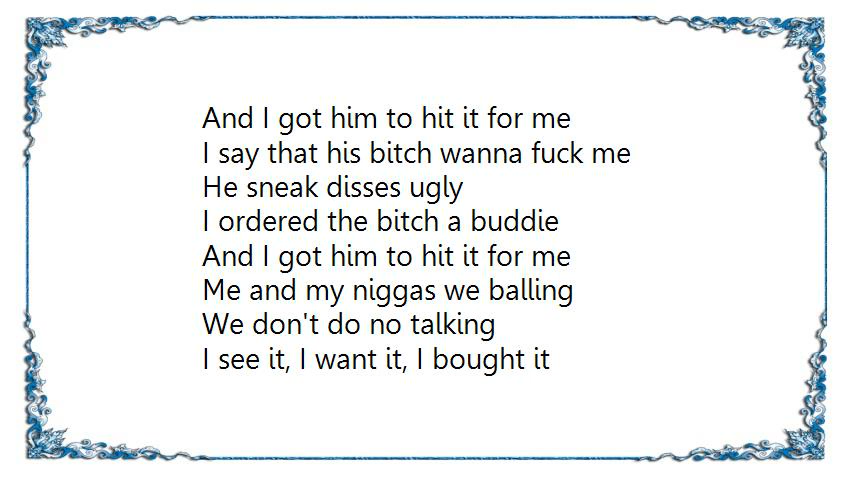 And I got him to hit it for me
I say that his bitch wanna fuck me
He sneak disses ugly
I ordered the bitch a buddie
And I got him to hit it for me
Me and my niggas we balling
We don't do no talking
I see it, I want it, I bought it